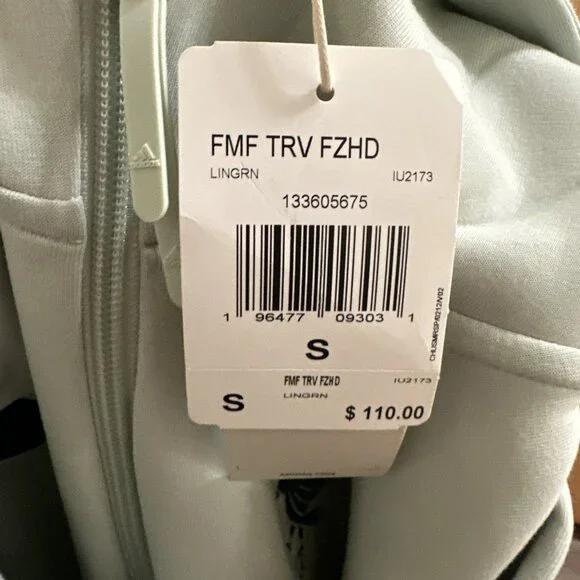 FMF TRV FZHD
LINGRN IU2173
133605675
1 96477 09303 1
S
FMF TRV FZHD IU2173
S LINGRN
$ 110.00